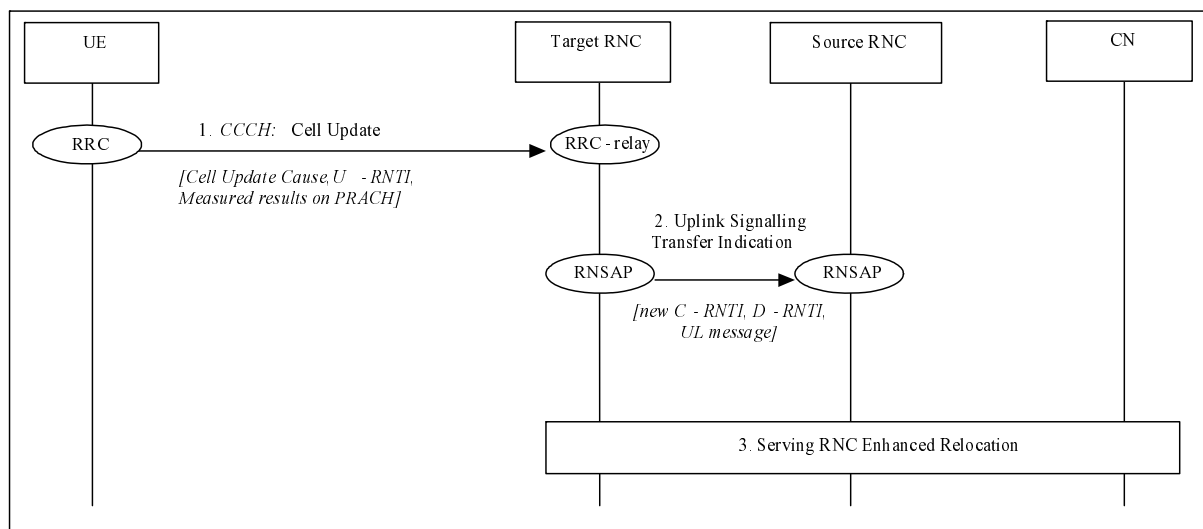 UE
Target RNC
Source RNC
CN
1. CCCH: Cell Update
RRC
RRC - relay
[Cell Update Cause, U - RNTI,
Measured results on PRACH]
2. Uplink Signalling
Transfer Indication
RNSAP
RNSAP
[new C - RNTI, D - RNTI,
UL message]
3. Serving RNC Enhanced Relocation